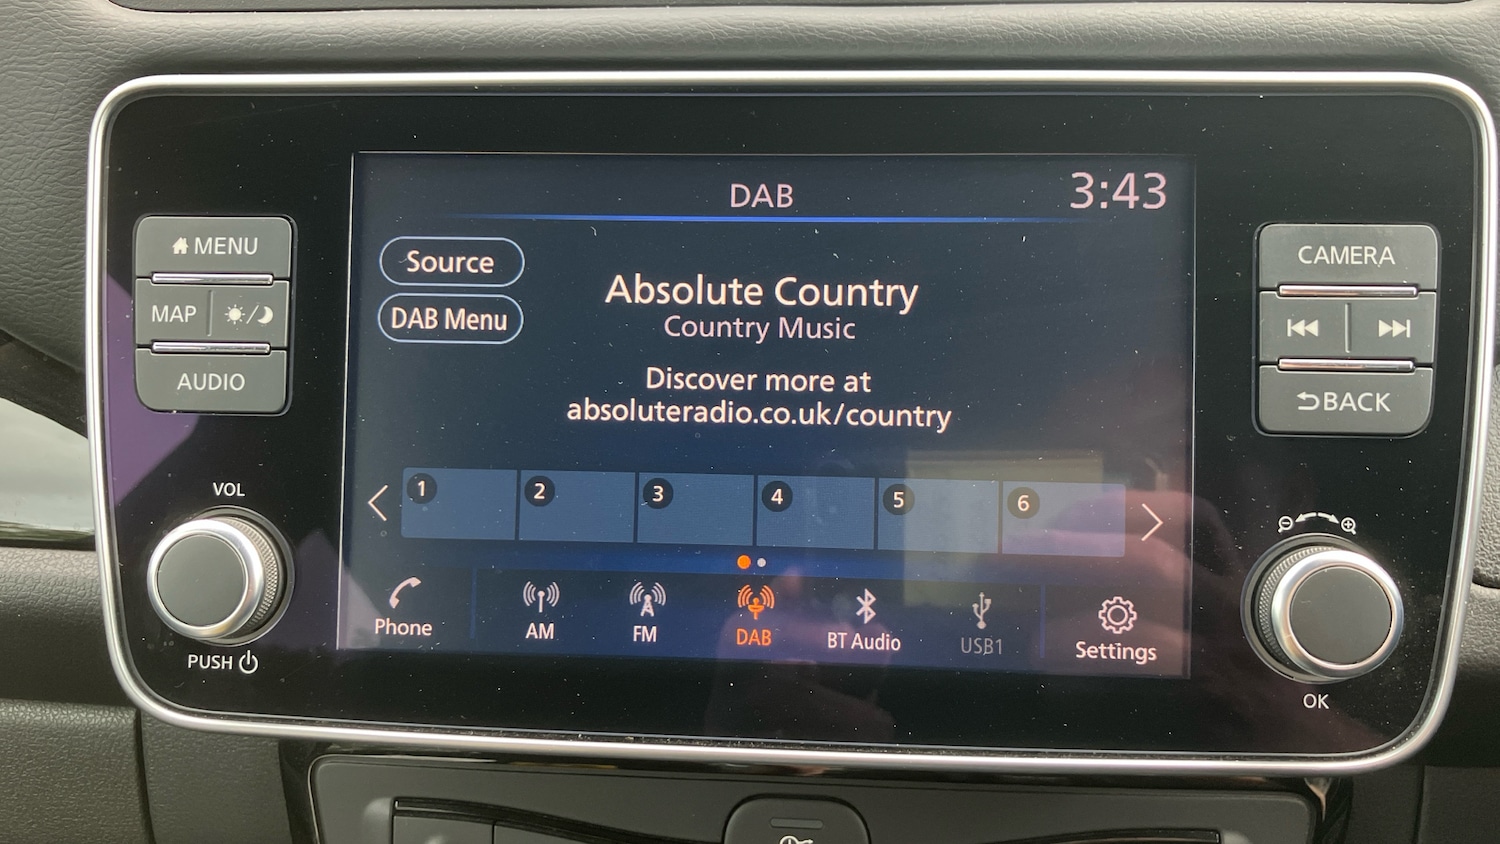 DAB
3:43
MENU
MAP
AUDIO
VOL
PUSH
Source
DAB Menu
Absolute Country
Country Music
Discover more at
absoluteradio.co.uk/country
1 2 3 4 5 6
Phone
AM
FM
DAB
BT Audio
USB1
Settings
CAMERA
BACK
OK